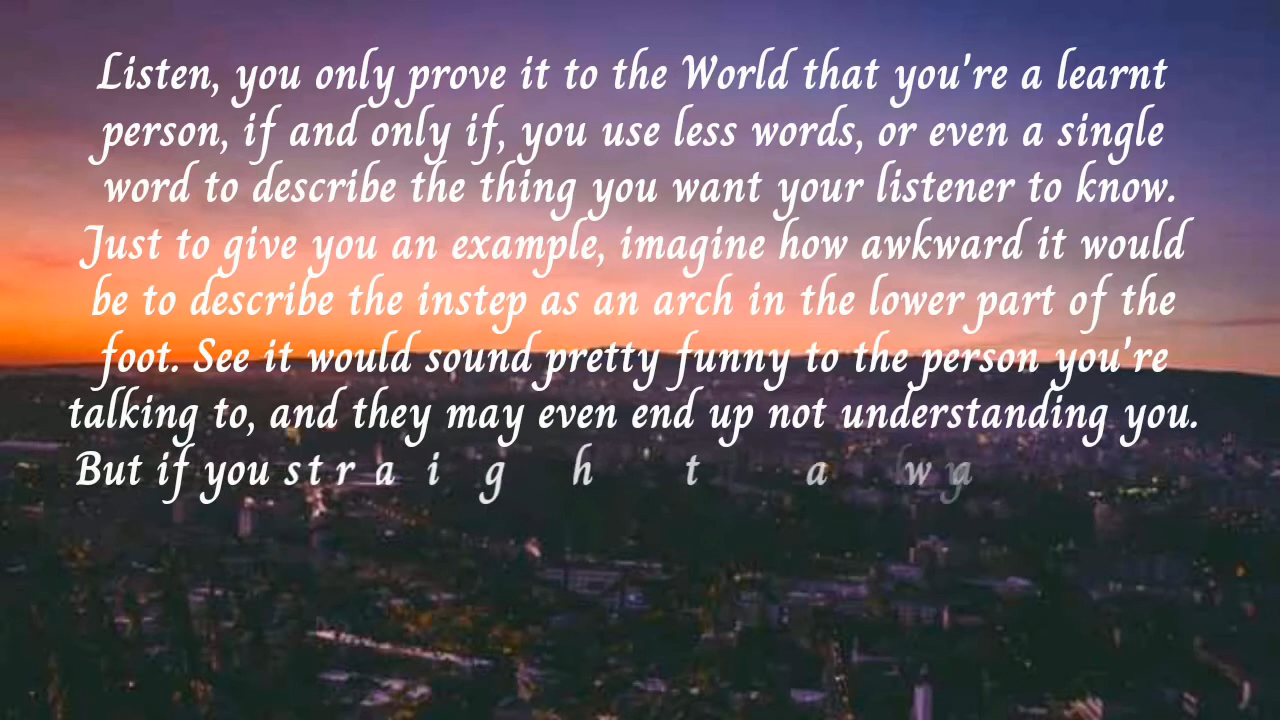 Listen, you only prove it to the World that you're a learnt
person, if and only if, you use less words, or even a single
word to describe the thing you want your listener to know.
Just to give you an example, imagine how awkward it would
be to describe the instep as an arch in the lower part of the
foot. See it would sound pretty funny to the person you're
talking to, and they may even end up not understanding you.
But if you straight